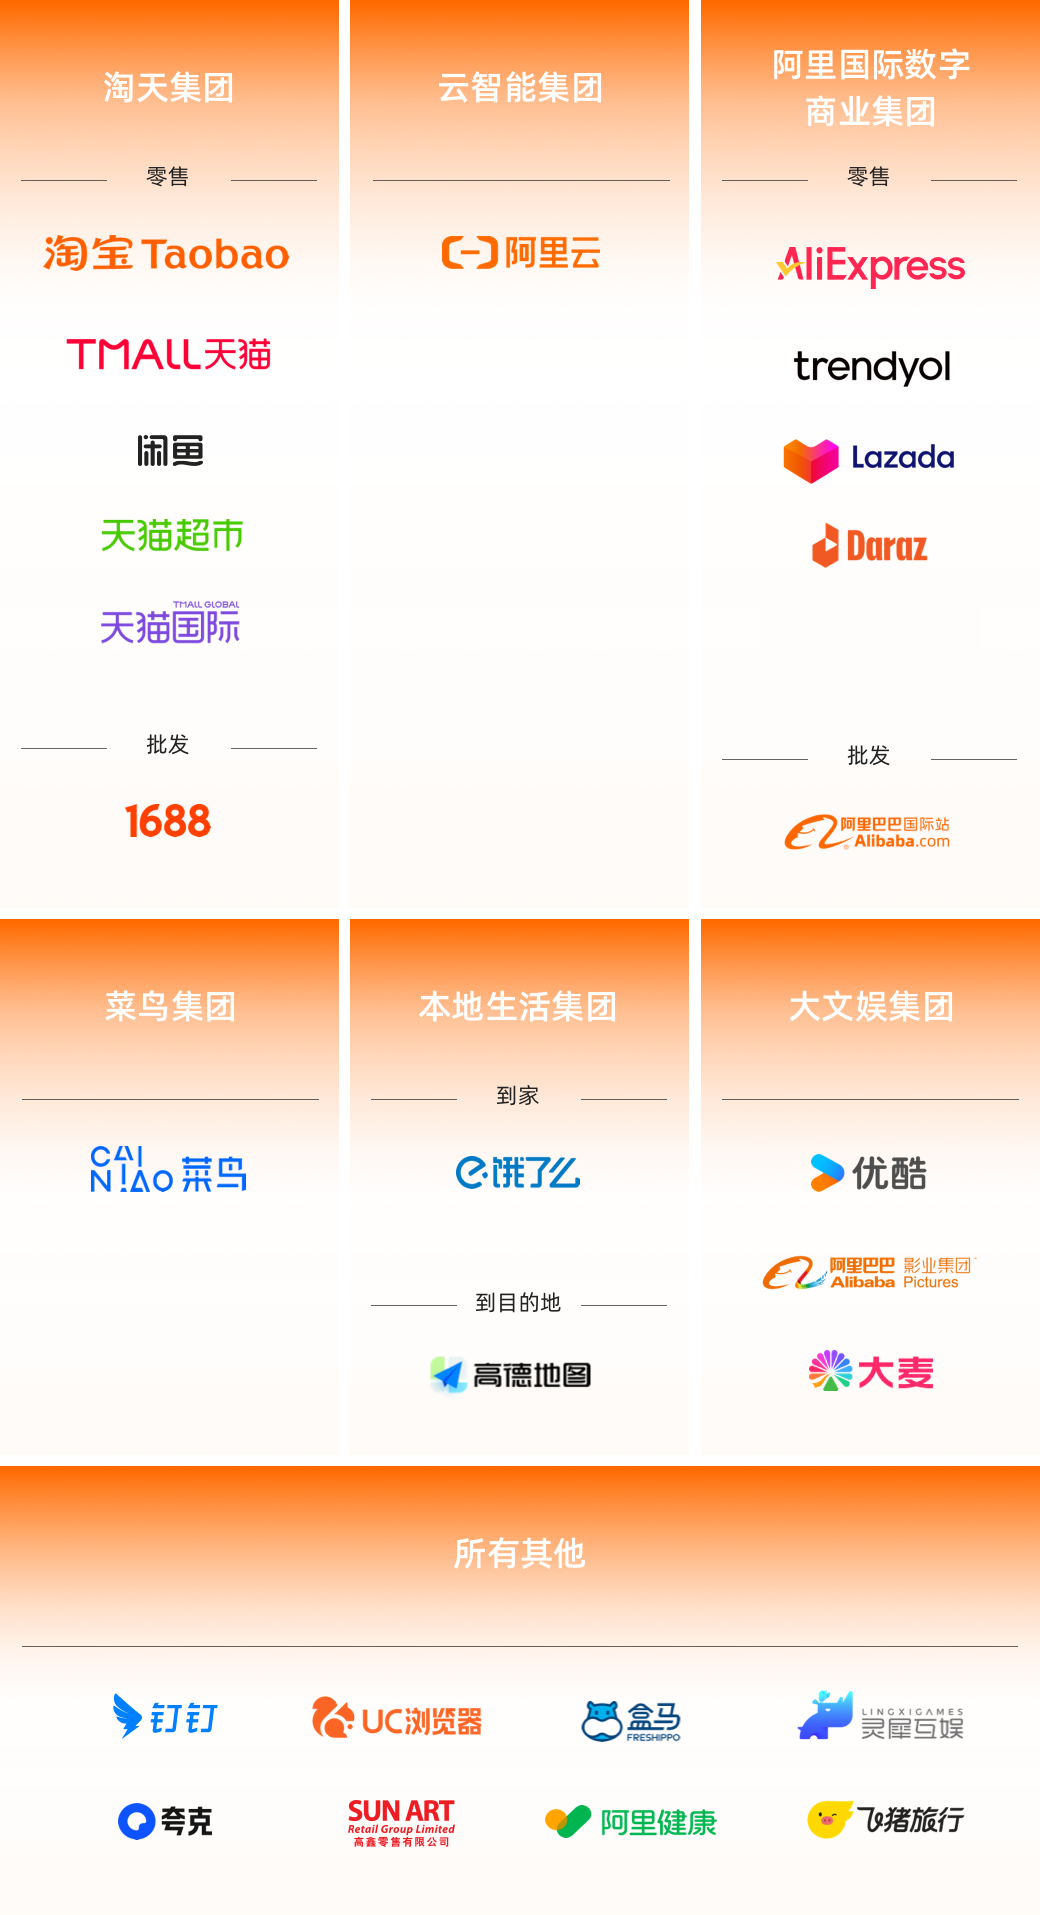 淘天集团
零售
淘宝 Taobao
TMALL天猫
闲鱼
天猫超市
TMALL GLOBAL
天猫国际
批发
1688
云智能集团
阿里云
阿里国际数字
商业集团
零售
AliExpress
trendyol
Lazada
Daraz
批发
阿里巴巴国际站
Alibaba.com
菜鸟集团
CAI
NIAO 菜鸟
本地生活集团
到家
饿了么
到目的地
高德地图
大文娱集团
优酷
阿里巴巴 影业集团
Alibaba Pictures
大麦
所有其他
钉钉
UC浏览器
盒马
FRESHIPPO
LINGXIGAMES
灵犀互娱
夸克
SUN ART
Retail Group Limited
高鑫零售有限公司
阿里健康
飞猪旅行